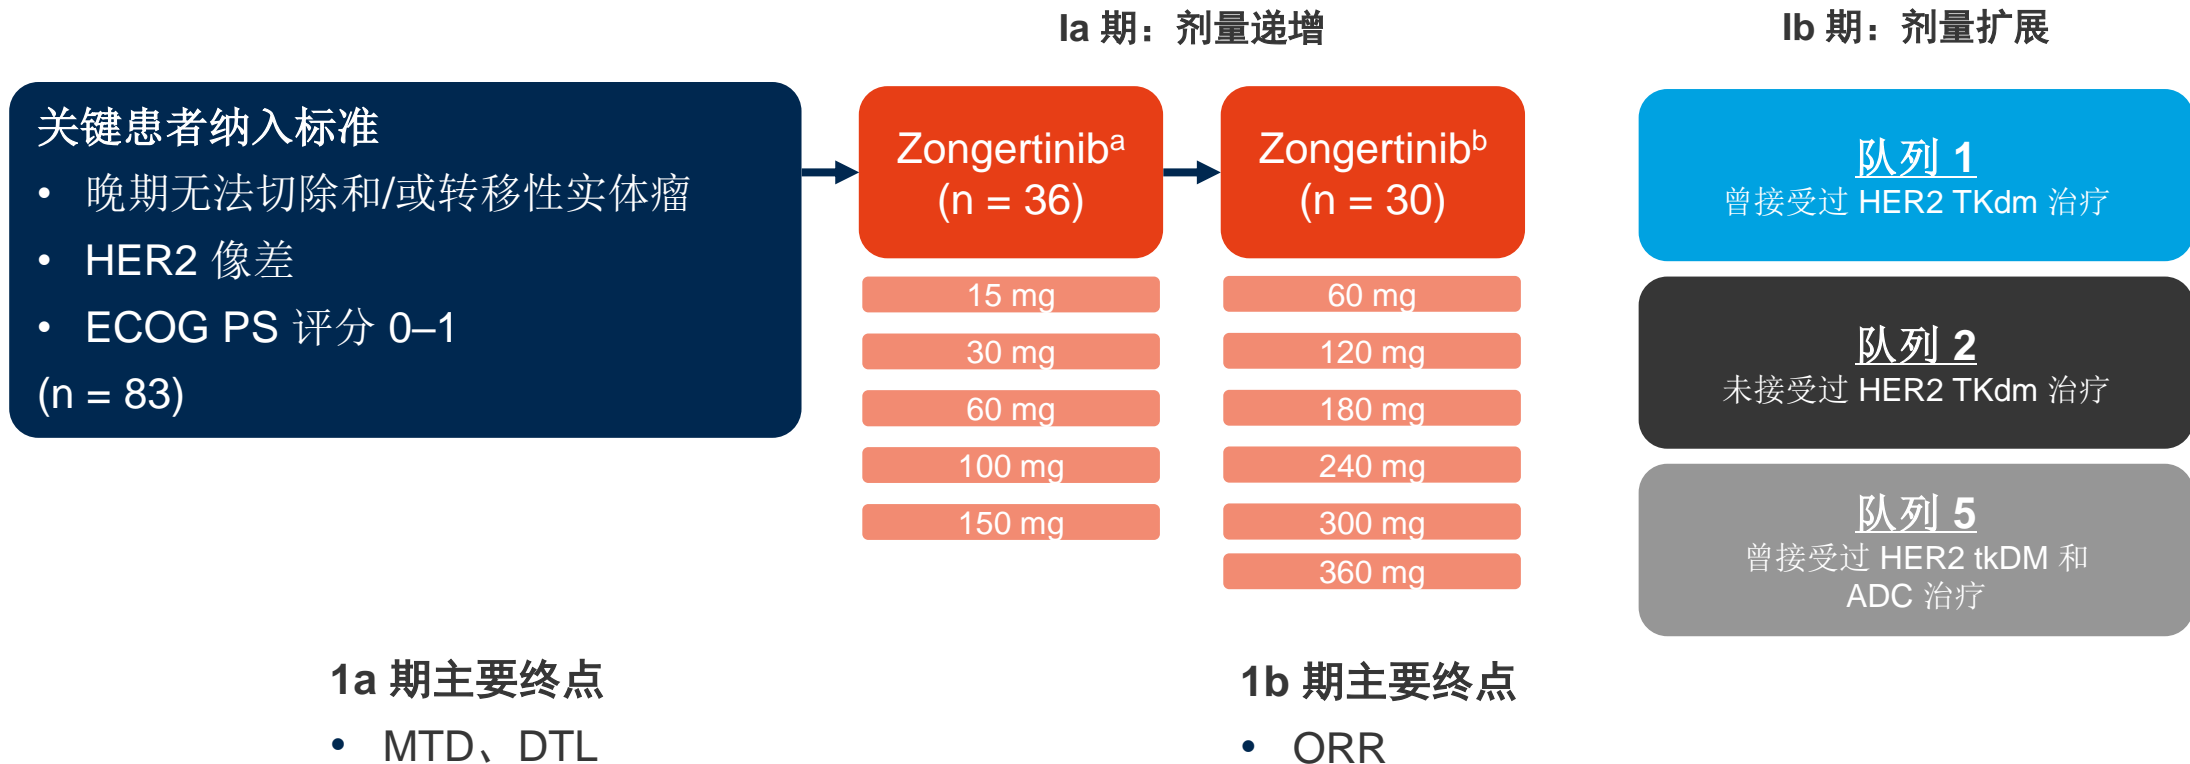 Ia 期：剂量递增
Ib 期：剂量扩展
关键患者纳入标准
• 晚期无法切除和/或转移性实体瘤
• HER2 像差
• ECOG PS 评分 0–1
(n = 83)
Zongertinibᵃ
(n = 36)
15 mg
30 mg
60 mg
100 mg
150 mg
Zongertinibᵇ
(n = 30)
60 mg
120 mg
180 mg
240 mg
300 mg
360 mg
队列 1
曾接受过 HER2 TKdm 治疗
队列 2
未接受过 HER2 TKdm 治疗
队列 5
曾接受过 HER2 tkDM 和
ADC 治疗
1a 期主要终点
• MTD、DTL
1b 期主要终点
• ORR